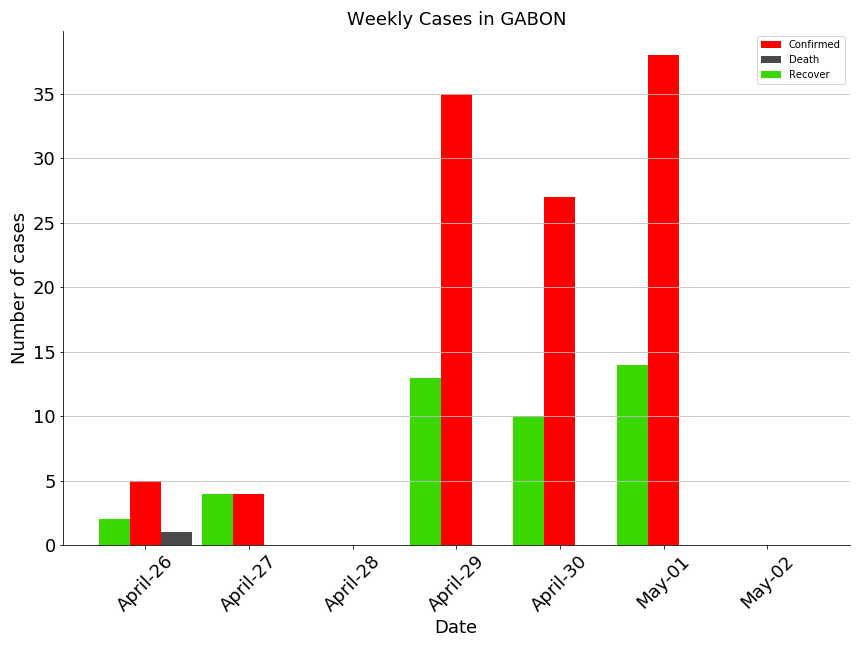 Weekly Cases in GABON
Confirmed
Death
Recover
Number of cases
35
30
25
20
15
10
5
0
April-26
April-27
April-28
April-29
April-30
May-01
May-02
Date